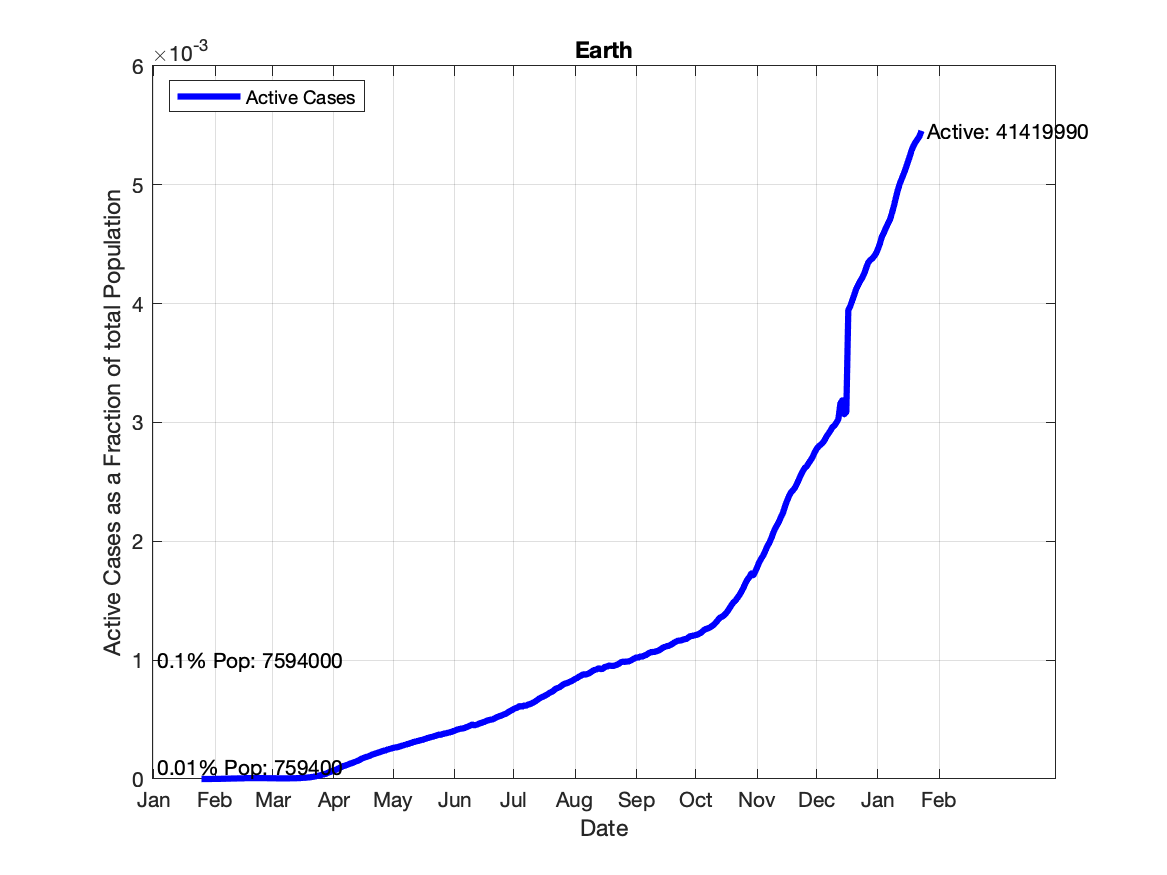 Earth
×10-3
6
5
4
3
2
1
0
Active Cases
Active: 41419990
0.1% Pop: 7594000
0.01% Pop: 759400
Active Cases as a Fraction of total Population
Jan Feb Mar Apr May Jun Jul Aug Sep Oct Nov Dec Jan Feb
Date